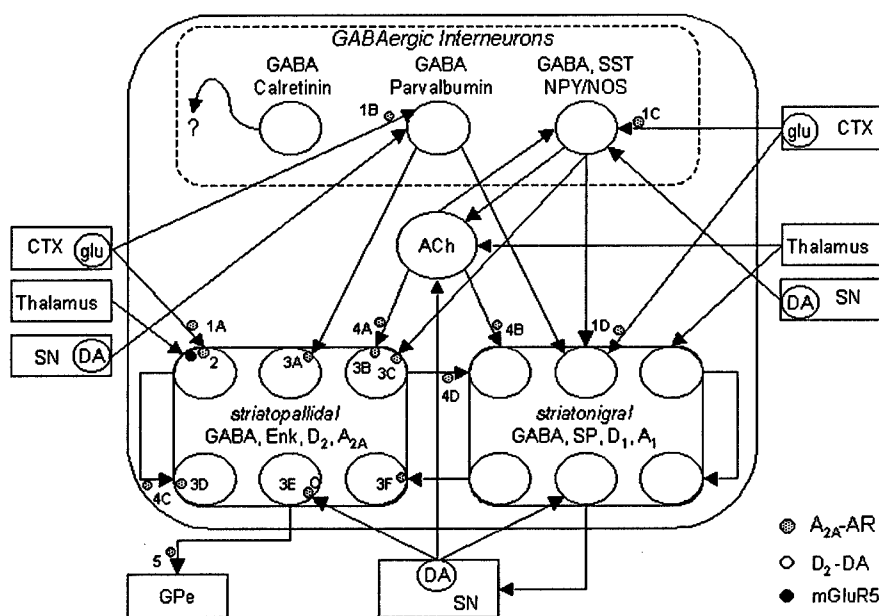 GABAergic Interneurons
GABA
Calretinin
GABA
Parvalbumin
GABA, SST
NPY/NOS
1B
1C
?
glu CTX
ACh
CTX glu
Thalamus
Thalamus
DA SN
SN DA
1A
4A
4B
1D
2
3A
3B
3C
4D
striatopallidal
GABA, Enk, D2, A2A
striatonigral
GABA, SP, D1, A1
4C
3D
3E
3F
5
GPe
DA
SN
A2A-AR
D2-DA
mGluR5